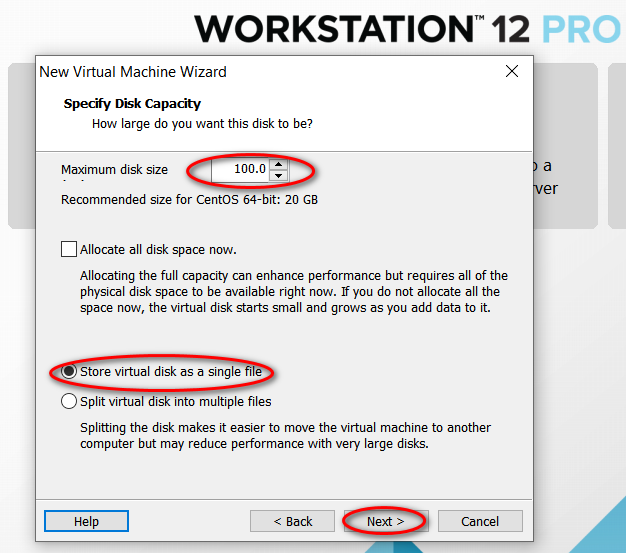 WORKSTATION™ 12 PRO
New Virtual Machine Wizard
Specify Disk Capacity
How large do you want this disk to be?
Maximum disk size
100.0
o a
ver
Recommended size for CentOS 64-bit: 20 GB
Allocate all disk space now.
Allocating the full capacity can enhance performance but requires all of the
physical disk space to be available right now. If you do not allocate all the
space now, the virtual disk starts small and grows as you add data to it.
Store virtual disk as a single file
Split virtual disk into multiple files
Splitting the disk makes it easier to move the virtual machine to another
computer but may reduce performance with very large disks.
Help
< Back
Next >
Cancel